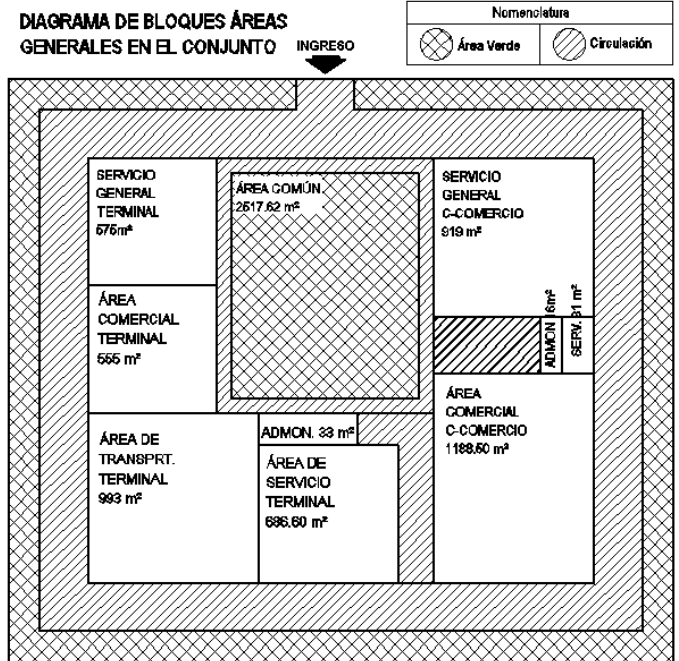 DIAGRAMA DE BLOQUES ÁREAS
GENERALES EN EL CONJUNTO
INGRESO
Nomenclatura
Área Verde
Circulación
SERVICIO
GENERAL
TERMINAL
575m²
ÁREA COMÚN
2517.62 m²
SERVICIO
GENERAL
C-COMERCIO
919 m²
ÁREA
COMERCIAL
TERMINAL
555 m²
ADMON. 16m²
SERV. 31 m²
ÁREA
COMERCIAL
C-COMERCIO
1188.50 m²
ÁREA DE
TRANSPRT.
TERMINAL
993 m²
ADMON. 33 m²
ÁREA DE
SERVICIO
TERMINAL
686.60 m²